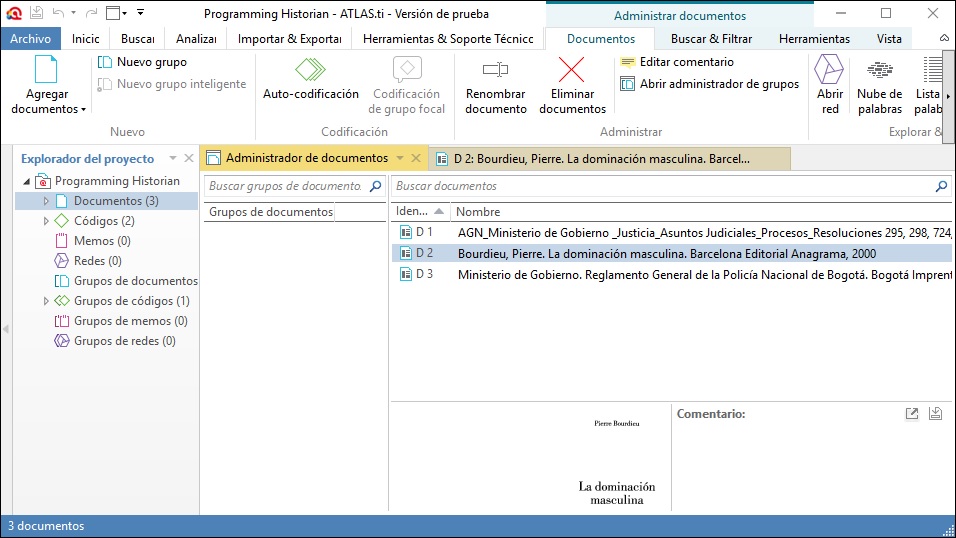 Programming Historian - ATLAS.ti - Versión de prueba
Administrar documentos
Archivo Inicio Buscar Analizar Importar & Exportar Herramientas & Soporte Técnicc Documentos Buscar & Filtrar Herramientas Vista
Agregar
documentos
Nuevo grupo
Nuevo grupo inteligente
Nuevo
Auto-codificación
Codificación
de grupo focal
Codificación
Renombrar
documento
Eliminar
documentos
Editar comentario
Abrir administrador de grupos
Administrar
Abrir
red
Nube de
palabras
Lista
palab
Explorar &
Explorador del proyecto
Programming Historian
Documentos (3)
Códigos (2)
Memos (0)
Redes (0)
Grupos de documentos
Grupos de códigos (1)
Grupos de memos (0)
Grupos de redes (0)
Administrador de documentos
D 2: Bourdieu, Pierre. La dominación masculina. Barcel...
Buscar grupos de documento.
Buscar documentos
Grupos de documentos
Iden... Nombre
D 1 AGN_Ministerio de Gobierno _Justicia_Asuntos Judiciales_Procesos_Resoluciones 295, 298, 724,
D 2 Bourdieu, Pierre. La dominación masculina. Barcelona Editorial Anagrama, 2000
D 3 Ministerio de Gobierno. Reglamento General de la Policía Nacional de Bogotá. Bogotá Imprent
Pierre Bourdieu
La dominación
masculina
Comentario:
3 documentos